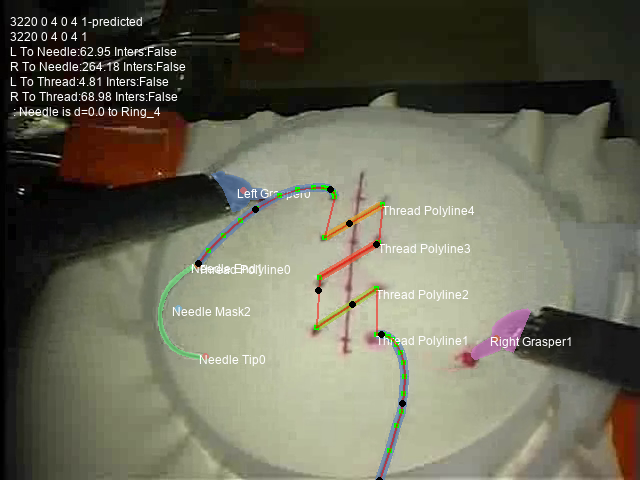 3220 0 4 0 4 1-predicted
3220 0 4 0 4 1
L To Needle:62.95 Inters:False
R To Needle:264.18 Inters:False
L To Thread:4.81 Inters:False
R To Thread:68.98 Inters:False
: Needle is d=0.0 to Ring_4
Left Grasper0
Thread Polyline4
Thread Polyline3
Thread Polyline0
Thread Polyline2
Needle Mask2
Thread Polyline1
Right Grasper1
Needle Tip0